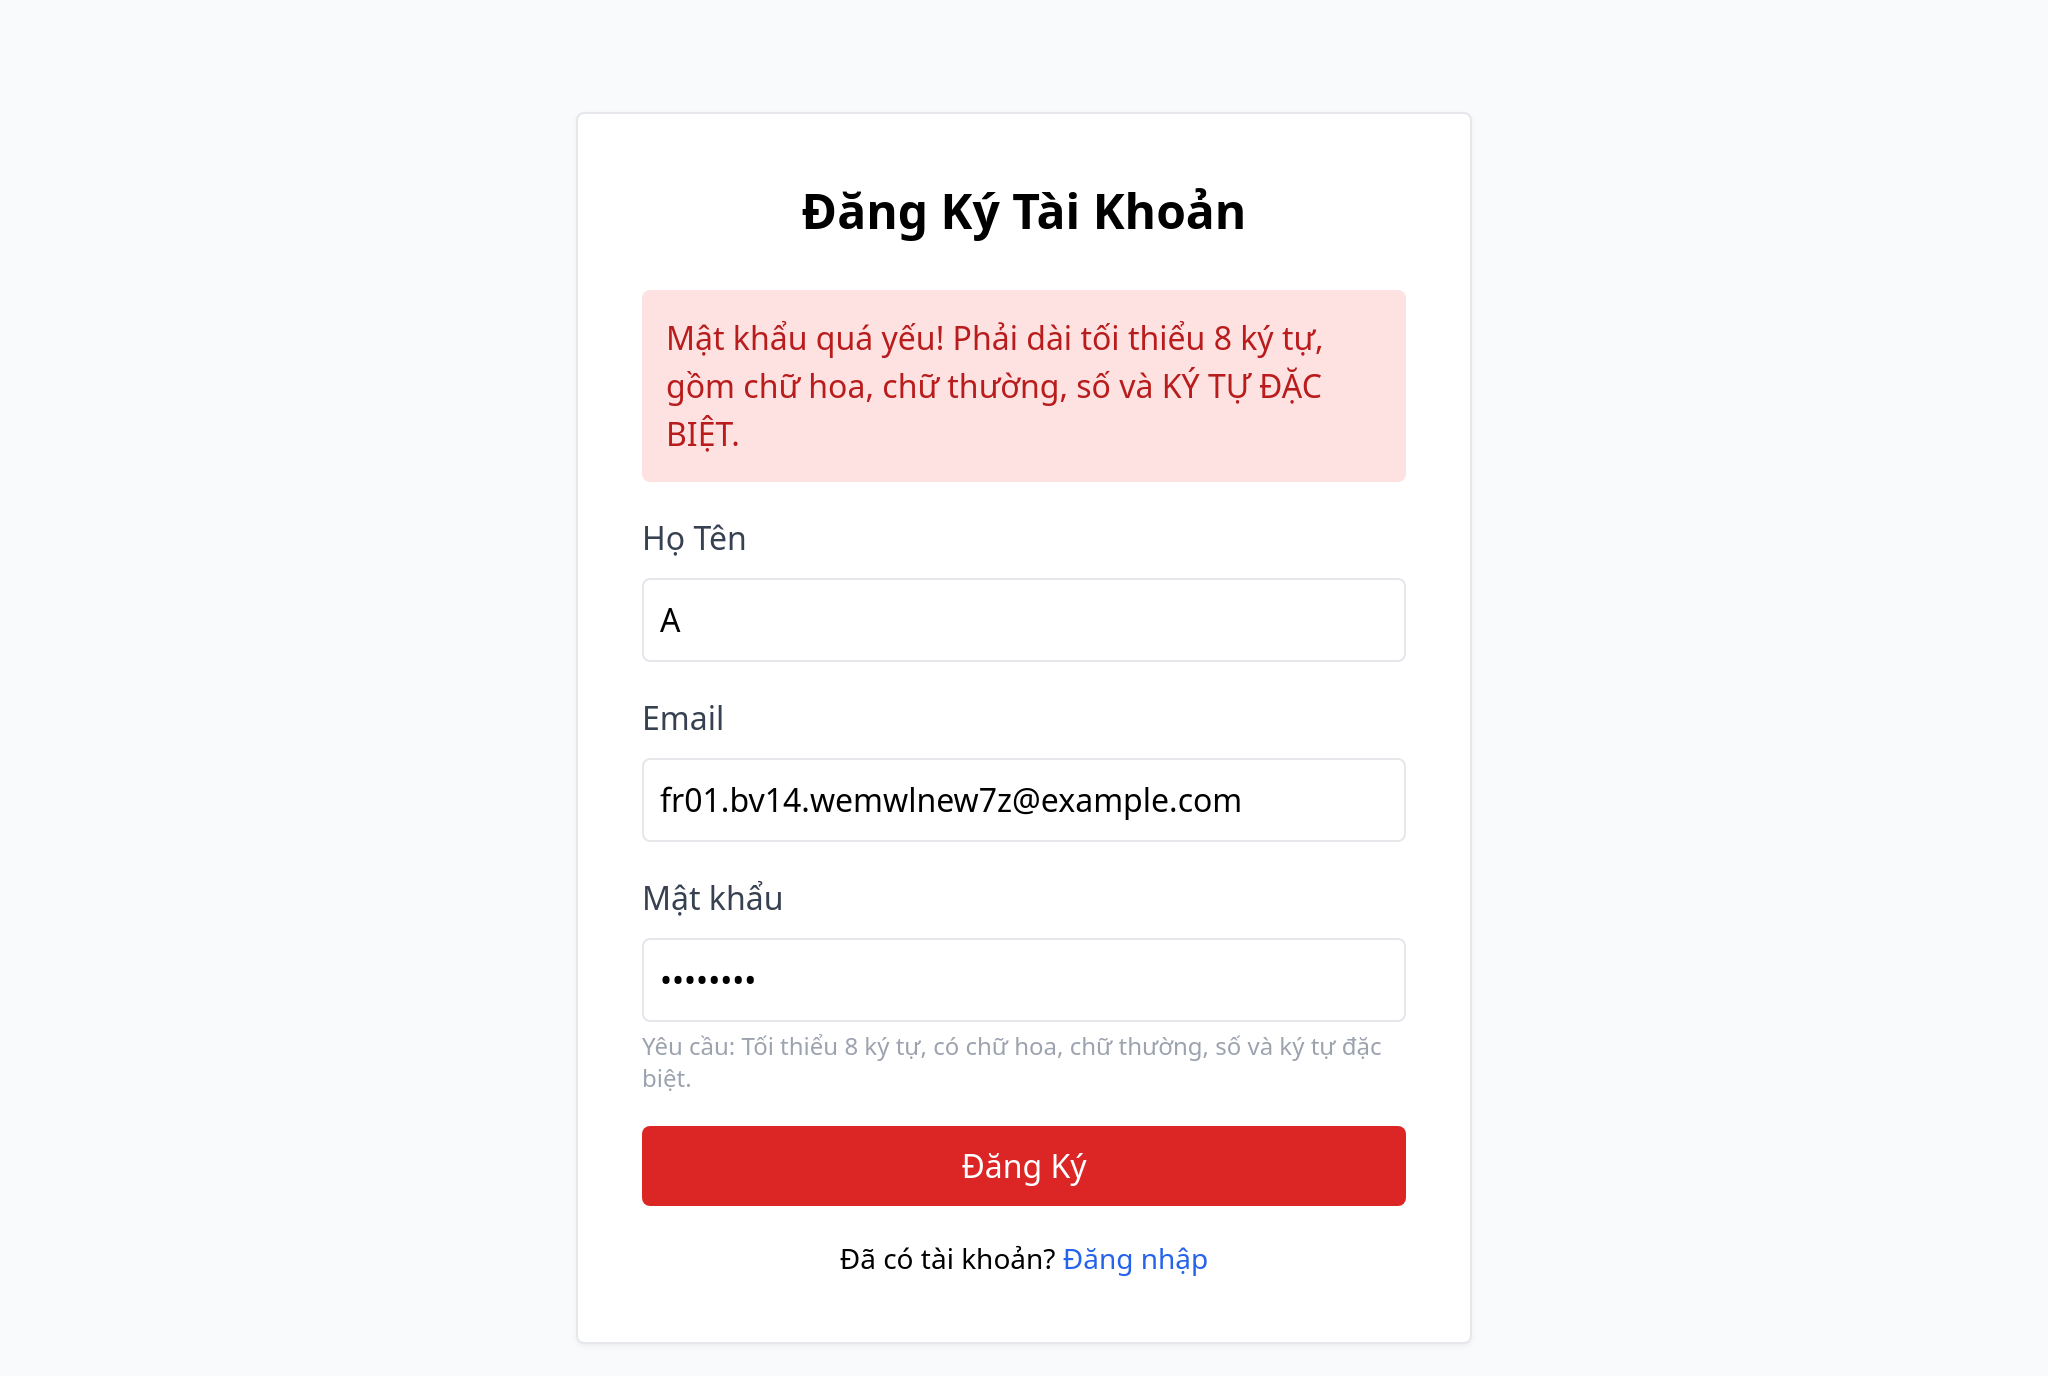 Đăng Ký Tài Khoản
Mật khẩu quá yếu! Phải dài tối thiểu 8 ký tự,
gồm chữ hoa, chữ thường, số và KÝ TỰ ĐẶC
BIỆT.
Họ Tên
A
Email
fr01.bv14.wemwlnew7z@example.com
Mật khẩu
••••••••
Yêu cầu: Tối thiểu 8 ký tự, có chữ hoa, chữ thường, số và ký tự đặc
biệt.
Đăng Ký
Đã có tài khoản? Đăng nhập